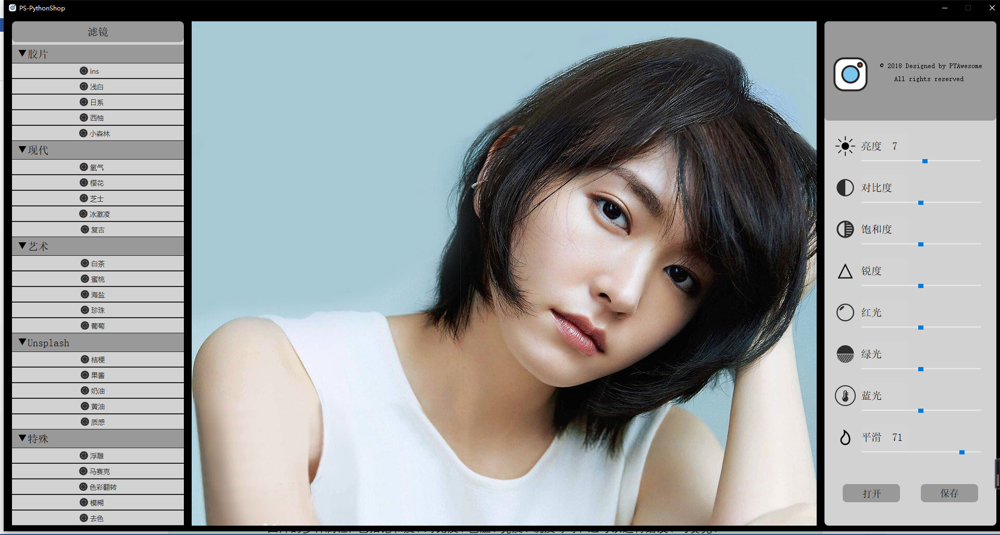 PS-PythonShop
滤镜
▼胶片
ins
浅白
日系
西柚
小森林
▼现代
氧气
樱花
芝士
冰激凌
复古
▼艺术
白茶
蜜桃
海盐
珍珠
葡萄
▼Unsplash
桔梗
果酱
奶油
黄油
质感
▼特殊
浮雕
马赛克
色彩翻转
模糊
去色
© 2018 Designed by PYAwesome
All rights reserved
亮度 7
对比度
饱和度
锐度
红光
绿光
蓝光
平滑 71
打开
保存